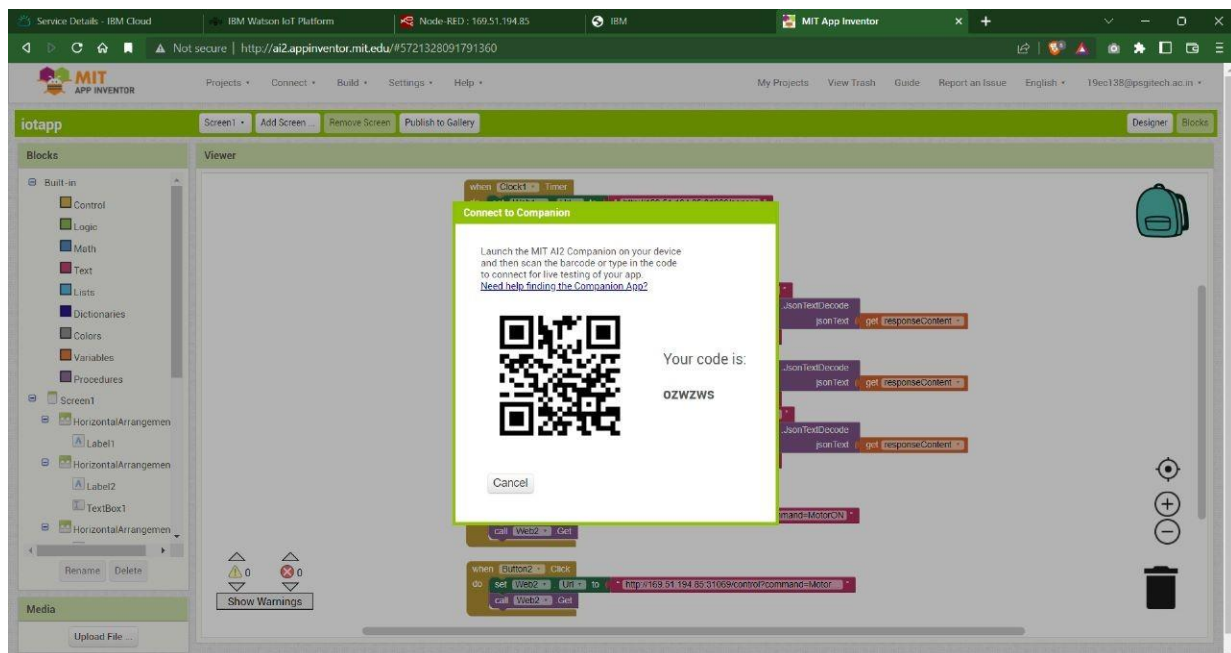 Service Details - IBM Cloud
IBM Watson IoT Platform
Node-RED : 169.51.194.85
IBM
MIT App Inventor
Not secure | http://ai2.appinventor.mit.edu/#5721328091791360
MIT
APP INVENTOR
Projects
Connect
Build
Settings
Help
My Projects
View Trash
Guide
Report an Issue
English
19ec138@psgitech.ac.in
iotapp
Screen1
Add Screen ...
Remove Screen
Publish to Gallery
Designer
Blocks
Blocks
Viewer
Built-in
Control
Logic
Math
Text
Lists
Dictionaries
Colors
Variables
Procedures
Screen1
HorizontalArrangemen
Label1
HorizontalArrangemen
Label2
TextBox1
HorizontalArrangemen
Rename
Delete
Media
Upload File ...
when Clock1 Timer
Connect to Companion
Launch the MIT AI2 Companion on your device
and then scan the barcode or type in the code
to connect for live testing of your app.
Need help finding the Companion App?
Your code is:
ozwzws
Cancel
.JsonTextDecode
jsonText get responseContent
.JsonTextDecode
jsonText get responseContent
.JsonTextDecode
jsonText get responseContent
mmand=MotorON
call Web2 Get
when Button2 Click
do set Web2 Url to http://169.51.194.85:31069/control?command=Motor...
call Web2 Get
0
0
Show Warnings